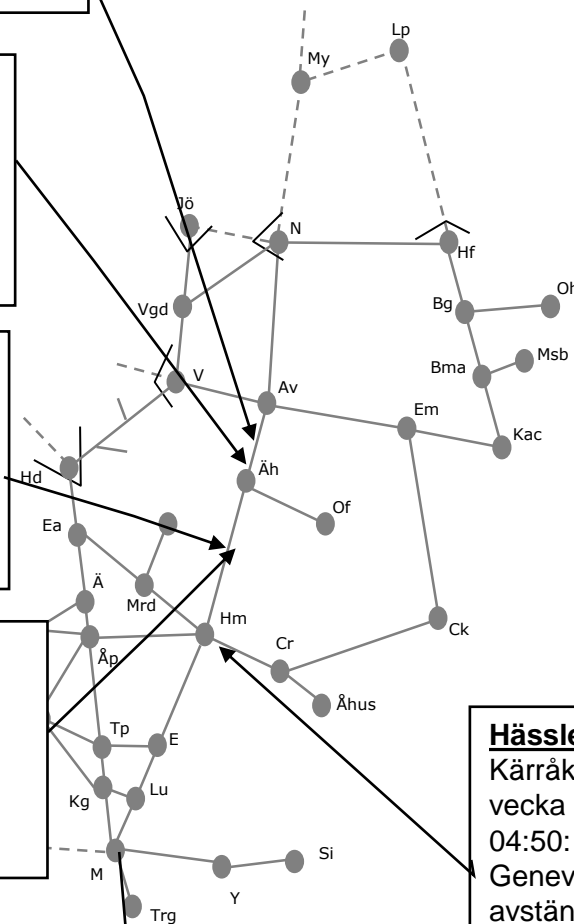 Lp
My
Jö
N
Hf
Vgd
Bg
Bma
Msb
V
Av
Em
Kac
Hd
Äh
Of
Ea
Ä
Mrd
Hm
Ck
Åp
Cr
Åhus
Tp
E
Kg
Lu
M
Si
Y
Trg
Hässle
Kärråk
vecka
04:50:
Genev
avstän